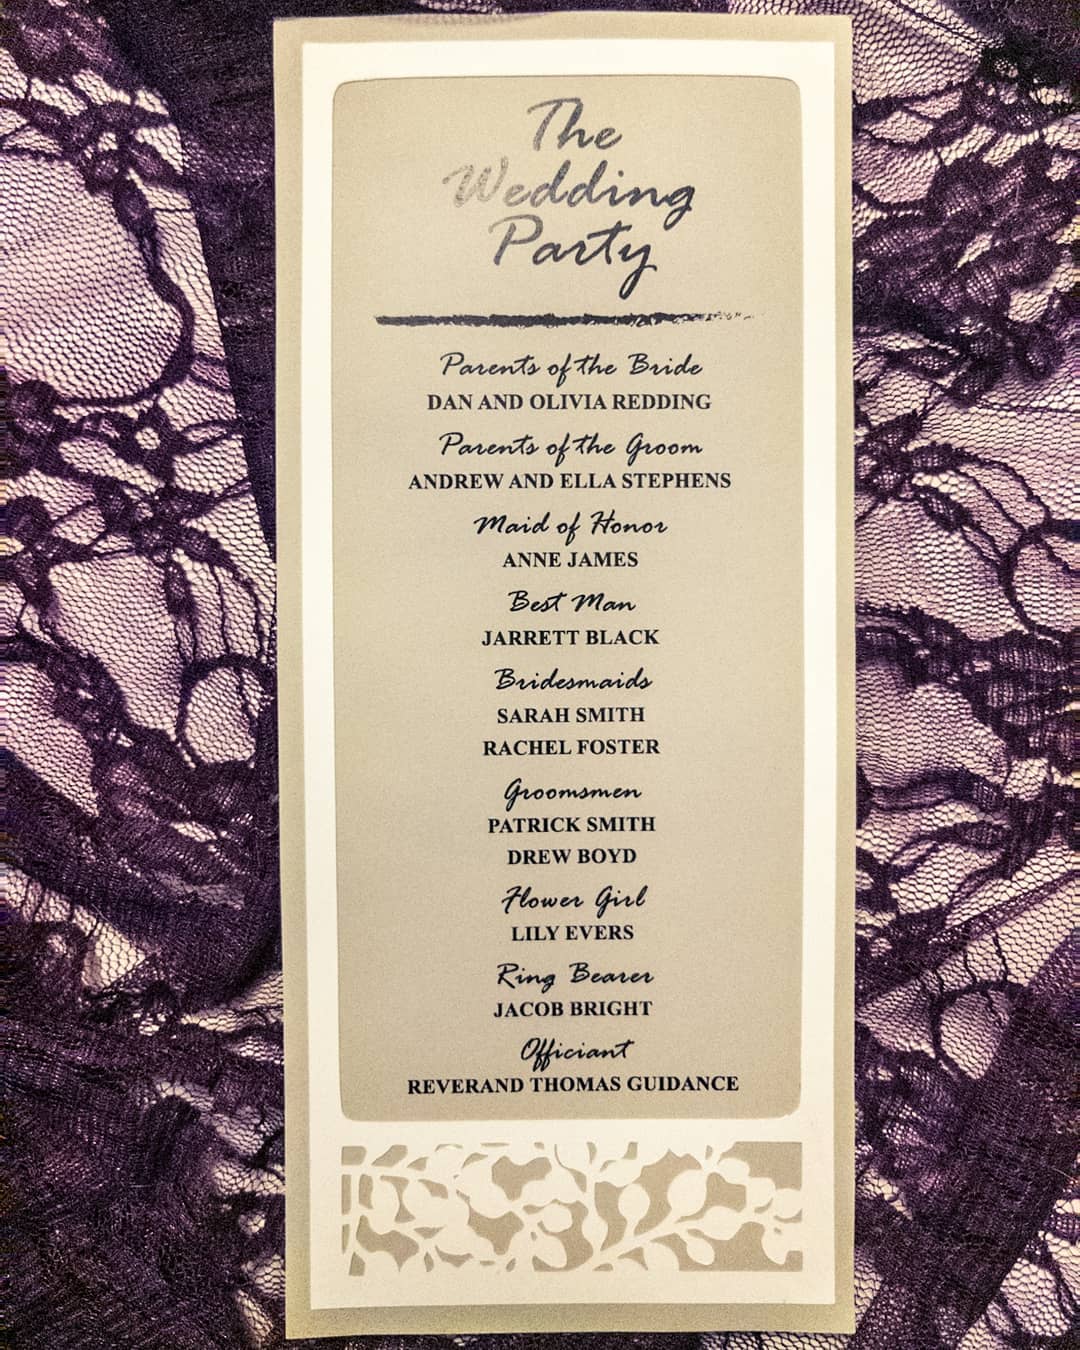 The
Wedding
Party
Parents of the Bride
DAN AND OLIVIA REDDING
Parents of the Groom
ANDREW AND ELLA STEPHENS
Maid of Honor
ANNE JAMES
Best Man
JARRETT BLACK
Bridesmaids
SARAH SMITH
RACHEL FOSTER
Groomsmen
PATRICK SMITH
DREW BOYD
Flower Girl
LILY EVERS
Ring Bearer
JACOB BRIGHT
Officiant
REVERAND THOMAS GUIDANCE